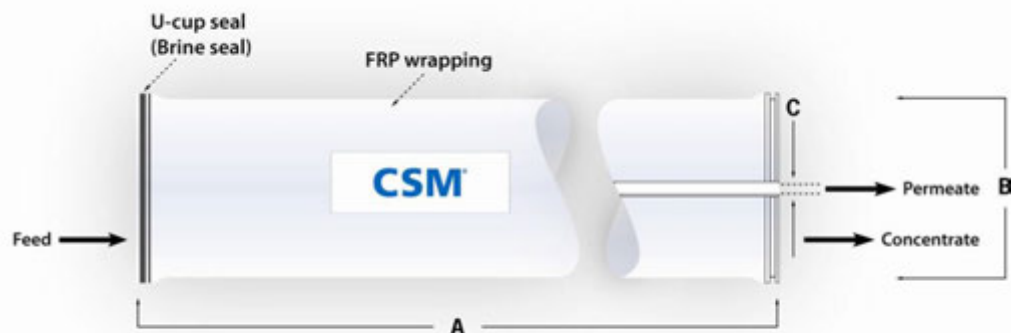 U-cup seal
(Brine seal)
FRP wrapping
C
CSM
Permeate
B
Feed
Concentrate
A